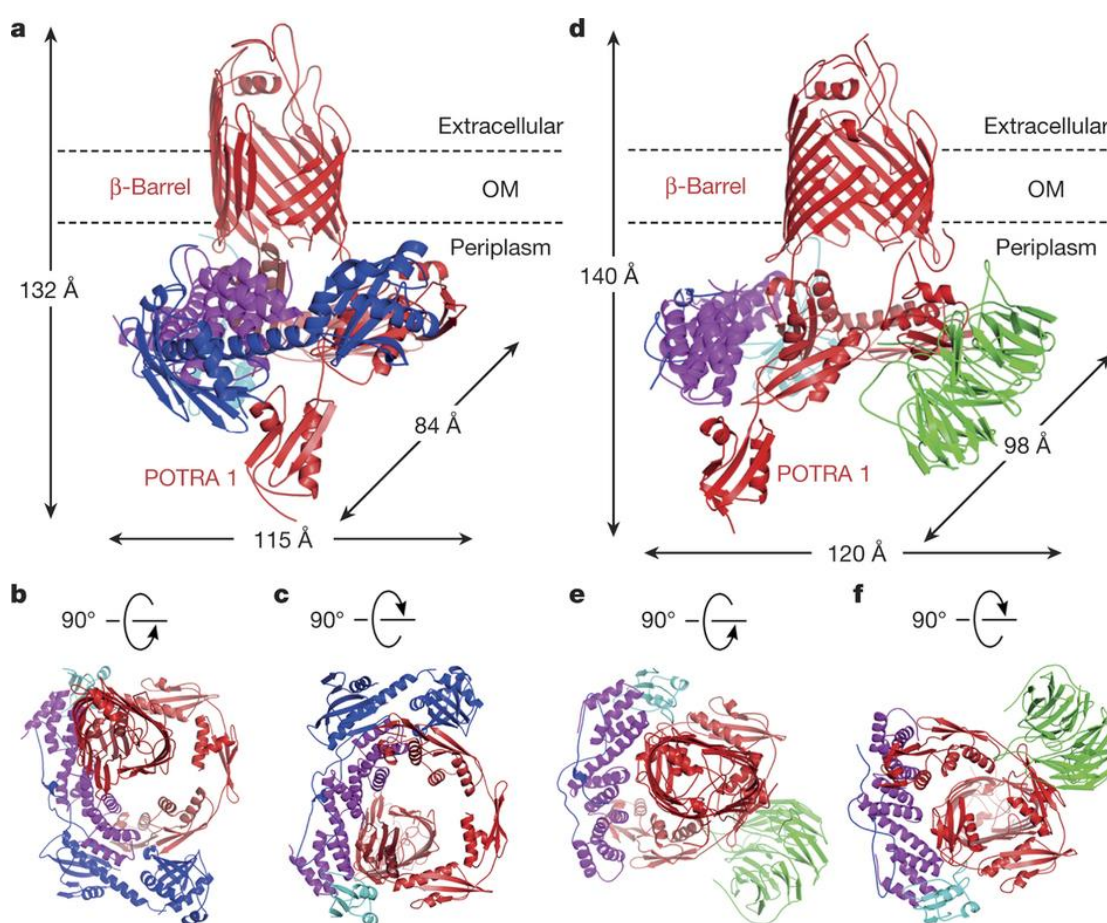 a
Extracellular
β-Barrel
OM
Periplasm
132 Å
84 Å
POTRA 1
115 Å
d
Extracellular
β-Barrel
OM
Periplasm
140 Å
98 Å
POTRA 1
120 Å
b
90°
c
90°
e
90°
f
90°